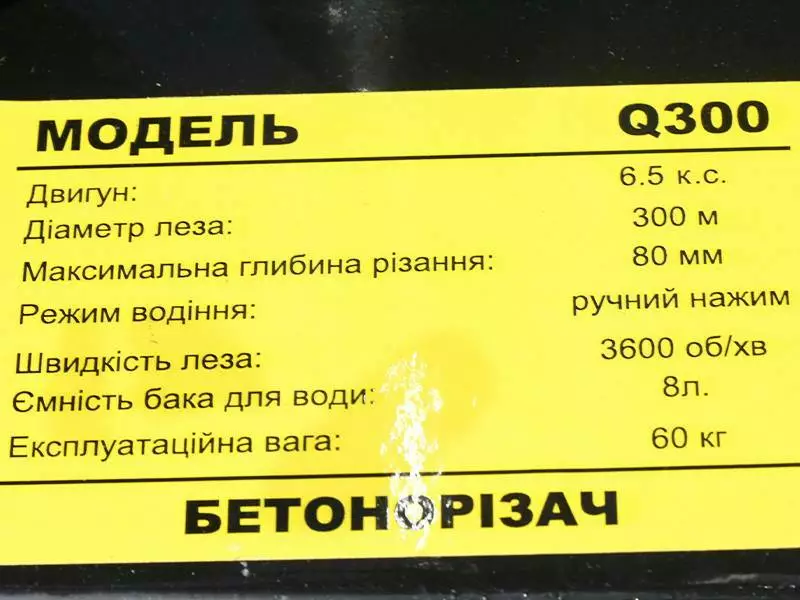 МОДЕЛЬ Q300
Двигун: 6.5 к.с.
Діаметр леза: 300 м
Максимальна глибина різання: 80 мм
Режим водіння: ручний нажим
Швидкість леза: 3600 об/хв
Ємність бака для води: 8л.
Експлуатаційна вага: 60 кг
БЕТОНОРІЗАЧ